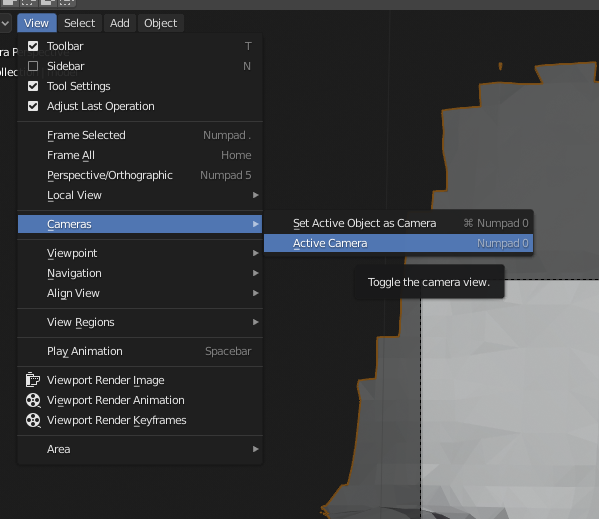 View Select Add Object
Toolbar T
Sidebar N
Tool Settings
Adjust Last Operation
Frame Selected Numpad .
Frame All Home
Perspective/Orthographic Numpad 5
Local View
Cameras
Set Active Object as Camera ⌘ Numpad 0
Active Camera Numpad 0
Toggle the camera view.
Viewpoint
Navigation
Align View
View Regions
Play Animation Spacebar
Viewport Render Image
Viewport Render Animation
Viewport Render Keyframes
Area